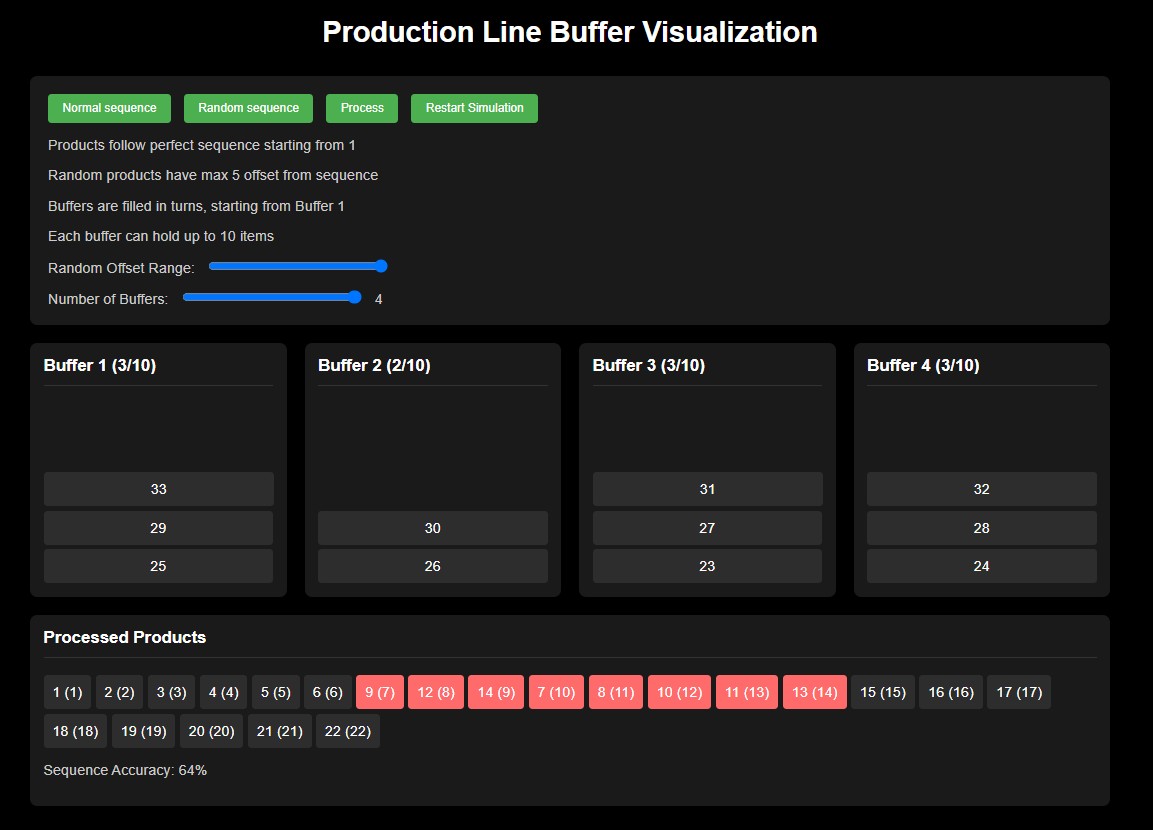 Production Line Buffer Visualization
Normal sequence Random sequence Process Restart Simulation
Products follow perfect sequence starting from 1
Random products have max 5 offset from sequence
Buffers are filled in turns, starting from Buffer 1
Each buffer can hold up to 10 items
Random Offset Range:
Number of Buffers: 4
Buffer 1 (3/10)
33
29
25
Buffer 2 (2/10)
30
26
Buffer 3 (3/10)
31
27
23
Buffer 4 (3/10)
32
28
24
Processed Products
1 (1) 2 (2) 3 (3) 4 (4) 5 (5) 6 (6) 9 (7) 12 (8) 14 (9) 7 (10) 8 (11) 10 (12) 11 (13) 13 (14) 15 (15) 16 (16) 17 (17)
18 (18) 19 (19) 20 (20) 21 (21) 22 (22)
Sequence Accuracy: 64%